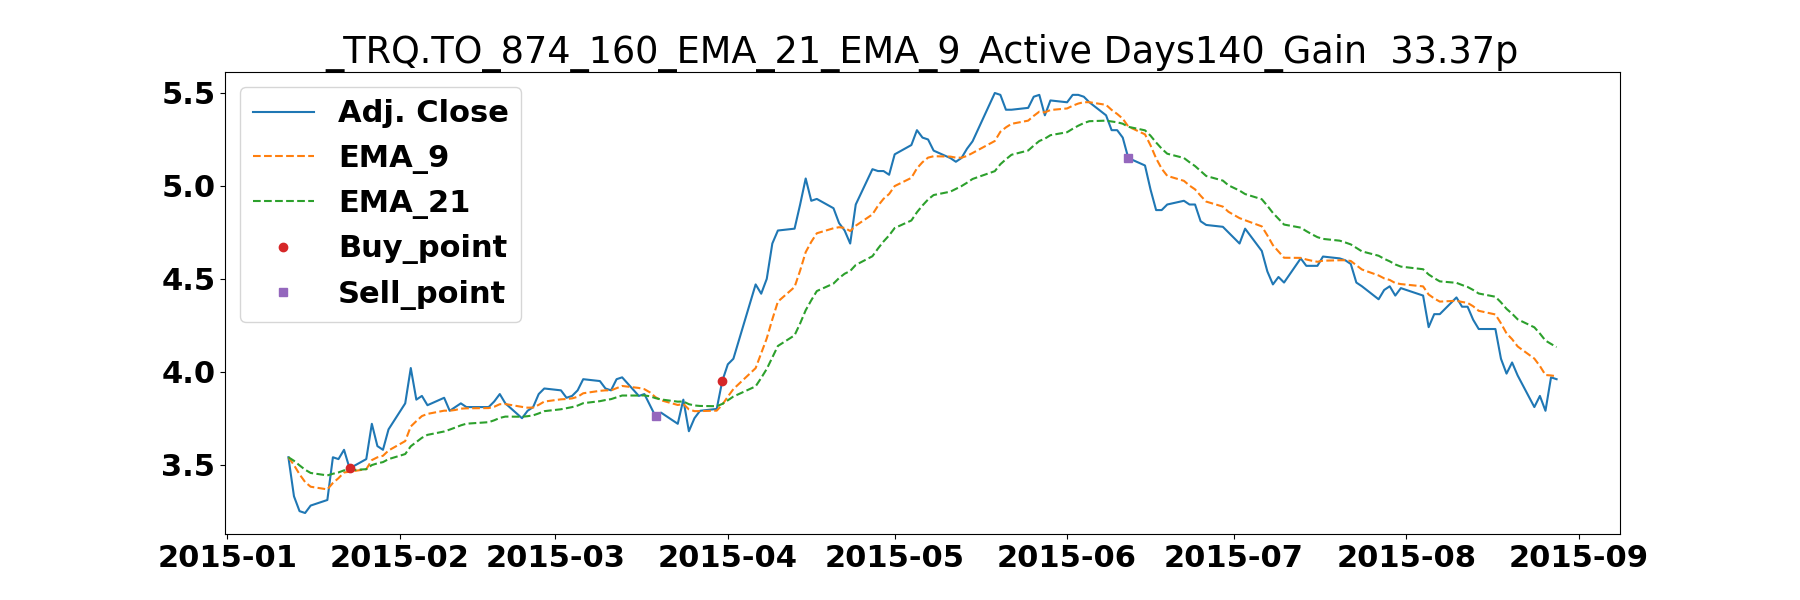 _TRQ.TO_874_160_EMA_21_EMA_9_Active Days140_Gain  33.37p
Adj. Close
EMA_9
EMA_21
Buy_point
Sell_point
5.5
5.0
4.5
4.0
3.5
2015-01 2015-02 2015-03 2015-04 2015-05 2015-06 2015-07 2015-08 2015-09